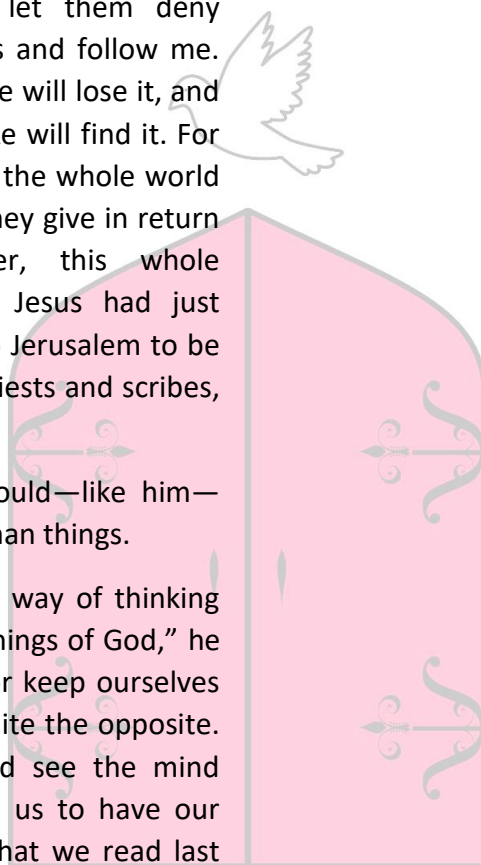 let them deny
s and follow me.
e will lose it, and
e will find it. For
the whole world
ney give in return
er, this whole
Jesus had just
Jerusalem to be
iests and scribes,
ould—like him—
nan things.
way of thinking
nings of God,” he
r keep ourselves
ite the opposite.
d see the mind
us to have our
hat we read last